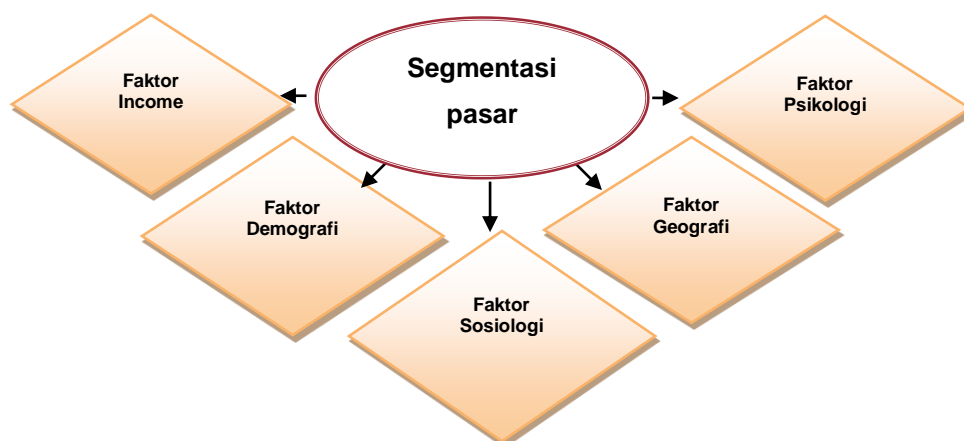 Segmentasi
pasar
Faktor
Income
Faktor
Psikologi
Faktor
Demografi
Faktor
Geografi
Faktor
Sosiologi